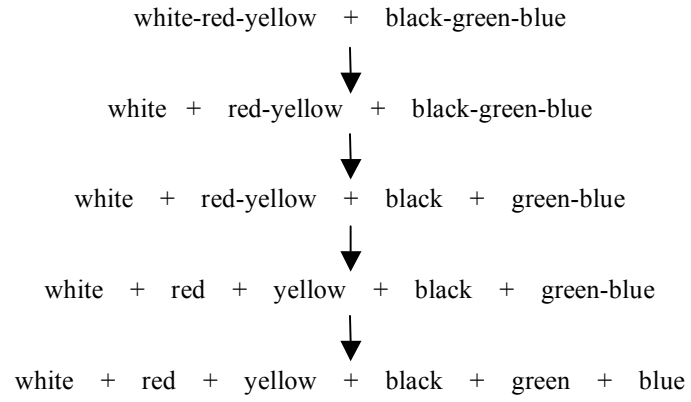 white-red-yellow + black-green-blue
white + red-yellow + black-green-blue
white + red-yellow + black + green-blue
white + red + yellow + black + green-blue
white + red + yellow + black + green + blue